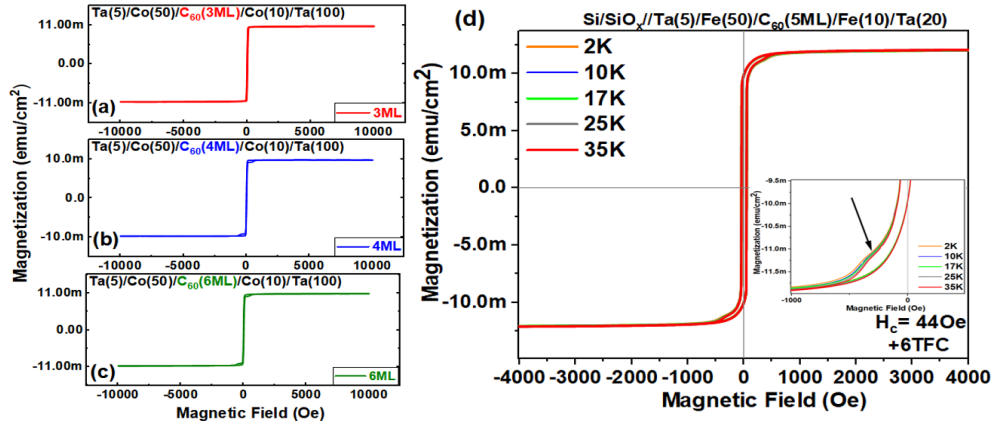 Ta(5)/Co(50)/C₆₀(3ML)/Co(10)/Ta(100)
11.00m
0.00
-11.00m
(a)
3ML
-10000 -5000 0 5000 10000
Ta(5)/Co(50)/C₆₀(4ML)/Co(10)/Ta(100)
10.0m
0.0
-10.0m
(b)
4ML
-10000 -5000 0 5000 10000
Ta(5)/Co(50)/C₆₀(6ML)/Co(10)/Ta(100)
11.00m
0.00
-11.00m
(c)
6ML
-10000 -5000 0 5000 10000
Magnetic Field (Oe)
Magnetization (emu/cm²)
(d)
Si/SiOₓ//Ta(5)/Fe(50)/C₆₀(5ML)/Fe(10)/Ta(20)
2K
10K
17K
25K
35K
10.0m
5.0m
0.0
-5.0m
-10.0m
Magnetization (emu/cm²)
-9.5m
-10.0m
-10.5m
-11.0m
-11.5m
Magnetization (emu/cm²)
2K
10K
17K
25K
35K
-1000 -500 0
Magnetic Field (Oe)
H_c= 44Oe
+6TFC
-4000 -3000 -2000 -1000 0 1000 2000 3000 4000
Magnetic Field (Oe)